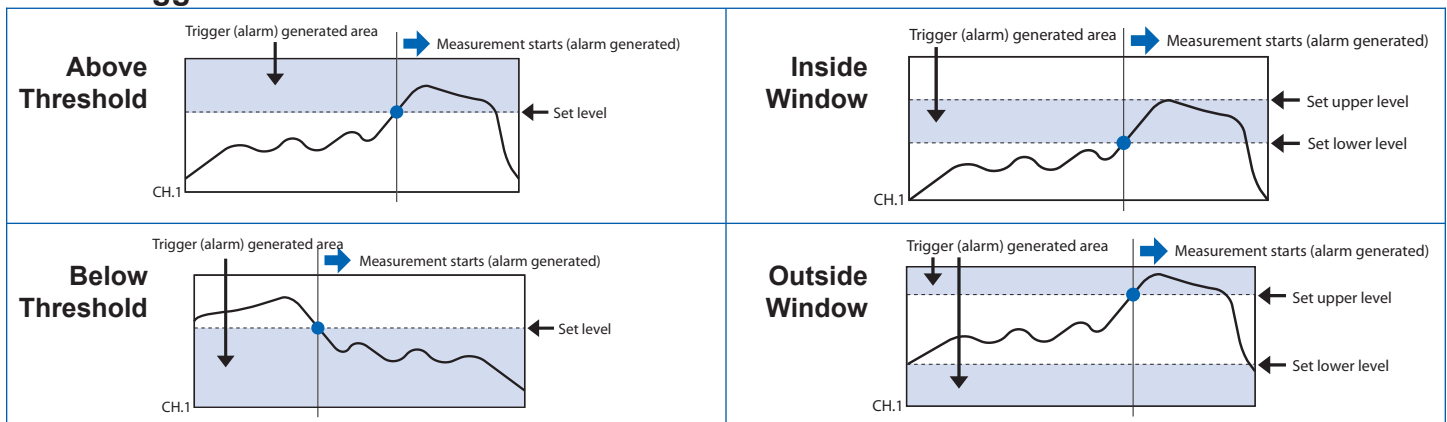 Trigger (alarm) generated area
Measurement starts (alarm generated)
Above
Threshold
Set level
CH.1
Trigger (alarm) generated area
Measurement starts (alarm generated)
Inside
Window
Set upper level
Set lower level
CH.1
Trigger (alarm) generated area
Measurement starts (alarm generated)
Below
Threshold
Set level
CH.1
Trigger (alarm) generated area
Measurement starts (alarm generated)
Outside
Window
Set upper level
Set lower level
CH.1